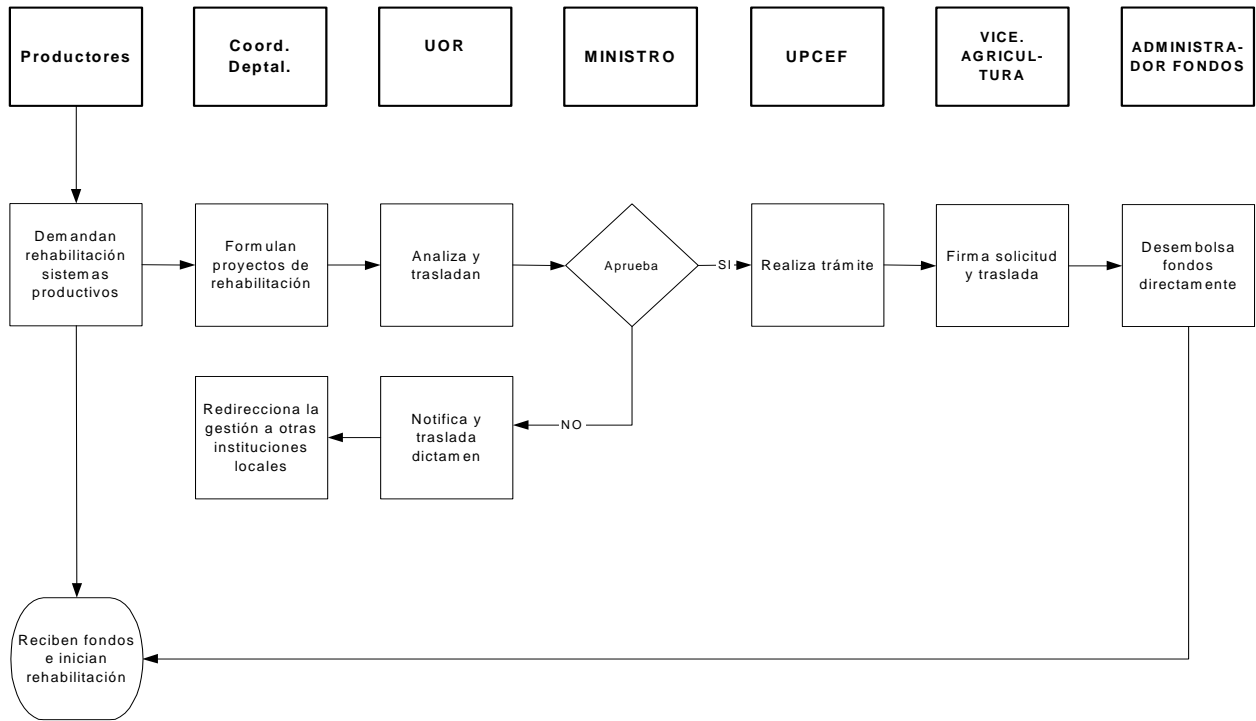 Productores
Coord.
Deptal.
UOR
MINISTRO
UPCEF
VICE.
AGRICUL-
TURA
ADMINISTRA-
DOR FONDOS
Demandan
rehabilitación
sistemas
productivos
Formulan
proyectos de
rehabilitación
Analiza y
trasladan
Aprueba
SI
Realiza trámite
Firma solicitud
y traslada
Desembolsa
fondos
directamente
Redirecciona la
gestión a otras
instituciones
locales
Notifica y
traslada
dictamen
NO
Reciben fondos
e inician
rehabilitación